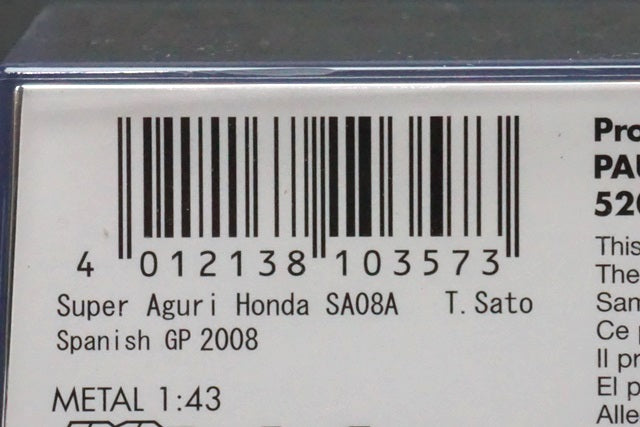 4 012138 103573
Super Aguri Honda SA08A T.Sato
Spanish GP 2008
METAL 1:43
Pro
PAU
520
This
The
Sam
Ce
Il pr
El p
Alle